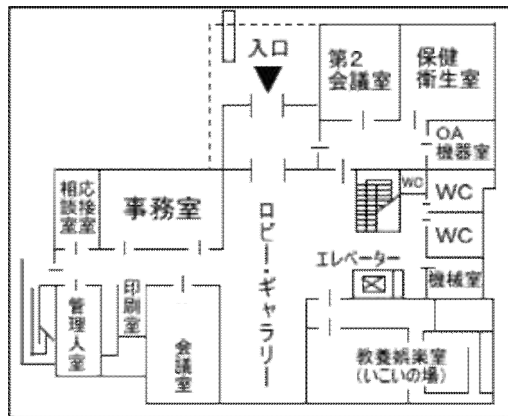 入口
第2
会議室
保健
衛生室
OA
機器室
WC
WC
WC
応接室
相談室
事務室
ロビー・ギャラリー
エレベーター
機械室
管理人室
印刷室
会議室
教養娯楽室
(いこいの場)